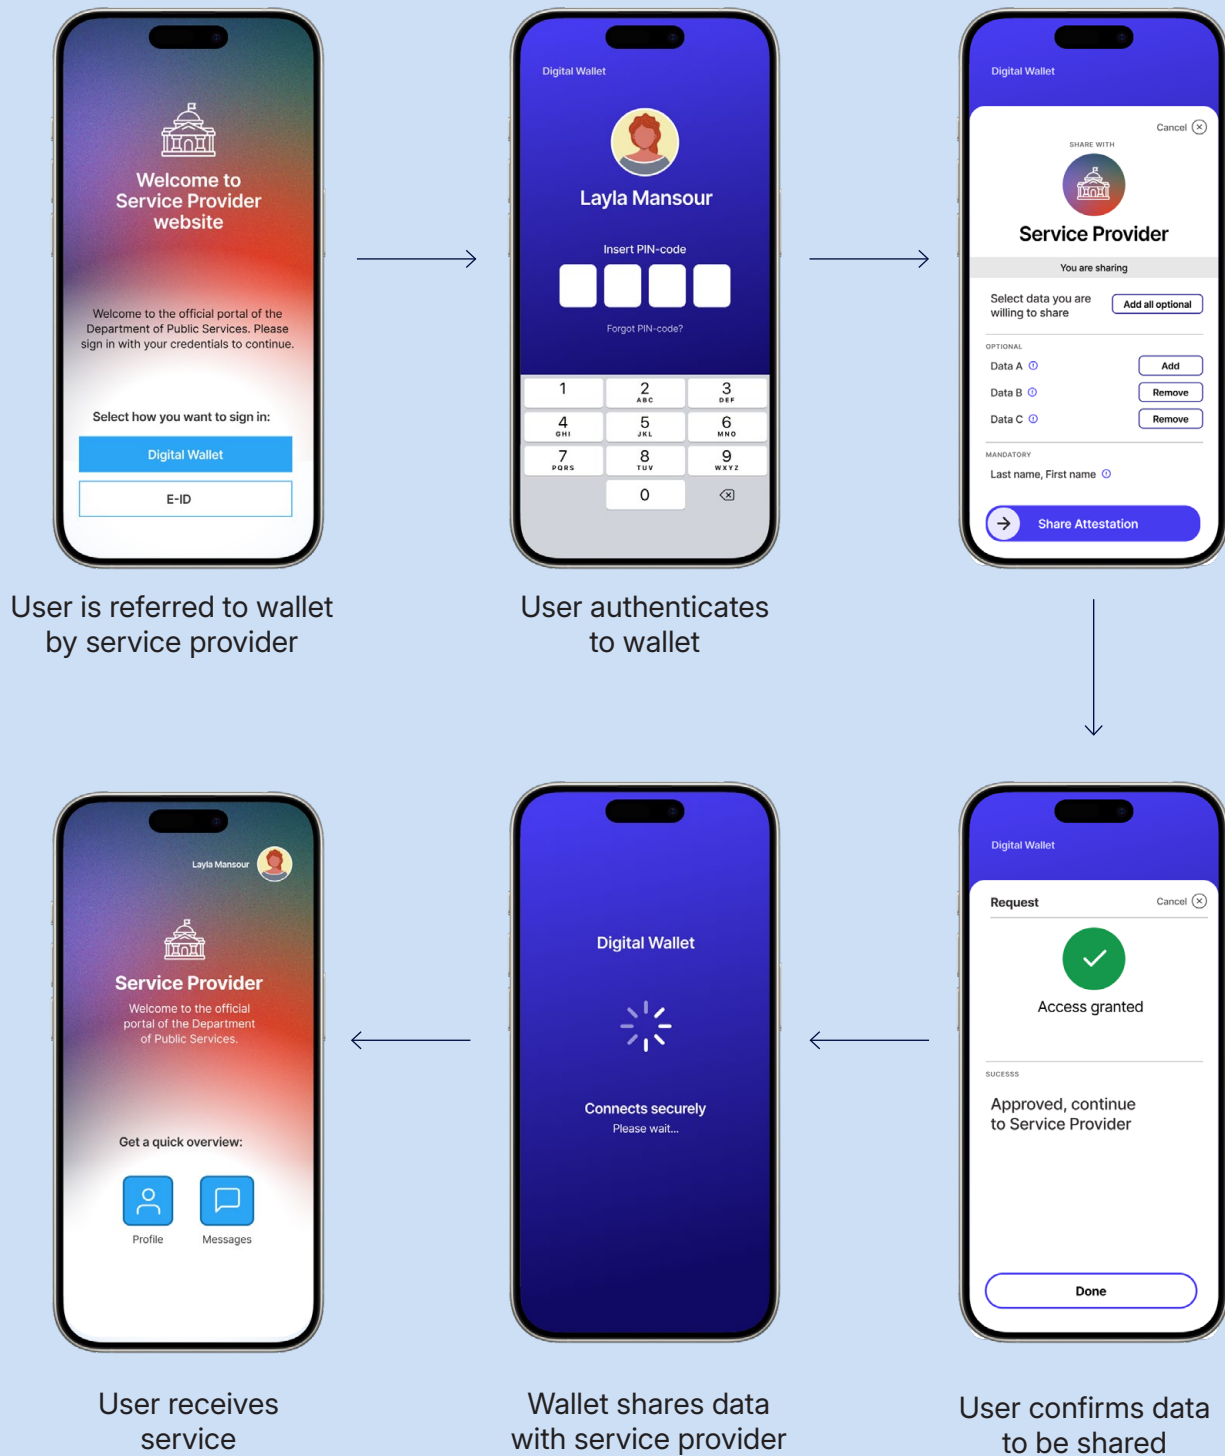 Welcome to
Service Provider
website
Welcome to the official portal of the
Department of Public Services. Please
sign in with your credentials to continue.
Select how you want to sign in:
Digital Wallet
E-ID
User is referred to wallet
by service provider
Digital Wallet
Layla Mansour
Insert PIN-code
Forgot PIN-code?
1
2
ABC
3
DEF
4
GHI
5
JKL
6
MNO
7
PQRS
8
TUV
9
WXYZ
0
User authenticates
to wallet
Digital Wallet
Cancel
SHARE WITH
Service Provider
You are sharing
Select data you are
willing to share
Add all optional
OPTIONAL
Data A
Add
Data B
Remove
Data C
Remove
MANDATORY
Last name, First name
Share Attestation
Digital Wallet
Request
Cancel
Access granted
SUCESSS
Approved, continue
to Service Provider
Done
User confirms data
to be shared
Digital Wallet
Connects securely
Please wait...
Wallet shares data
with service provider
Layla Mansour
Service Provider
Welcome to the official
portal of the Department
of Public Services.
Get a quick overview:
Profile
Messages
User receives
service